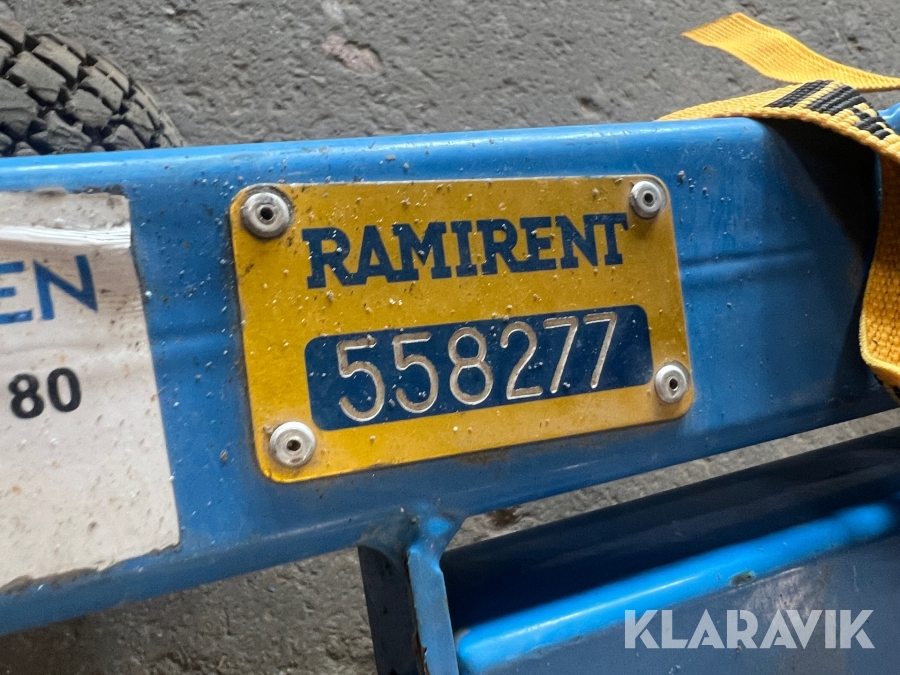 RAMIRENT
558277
EN
80
KLARAVIK